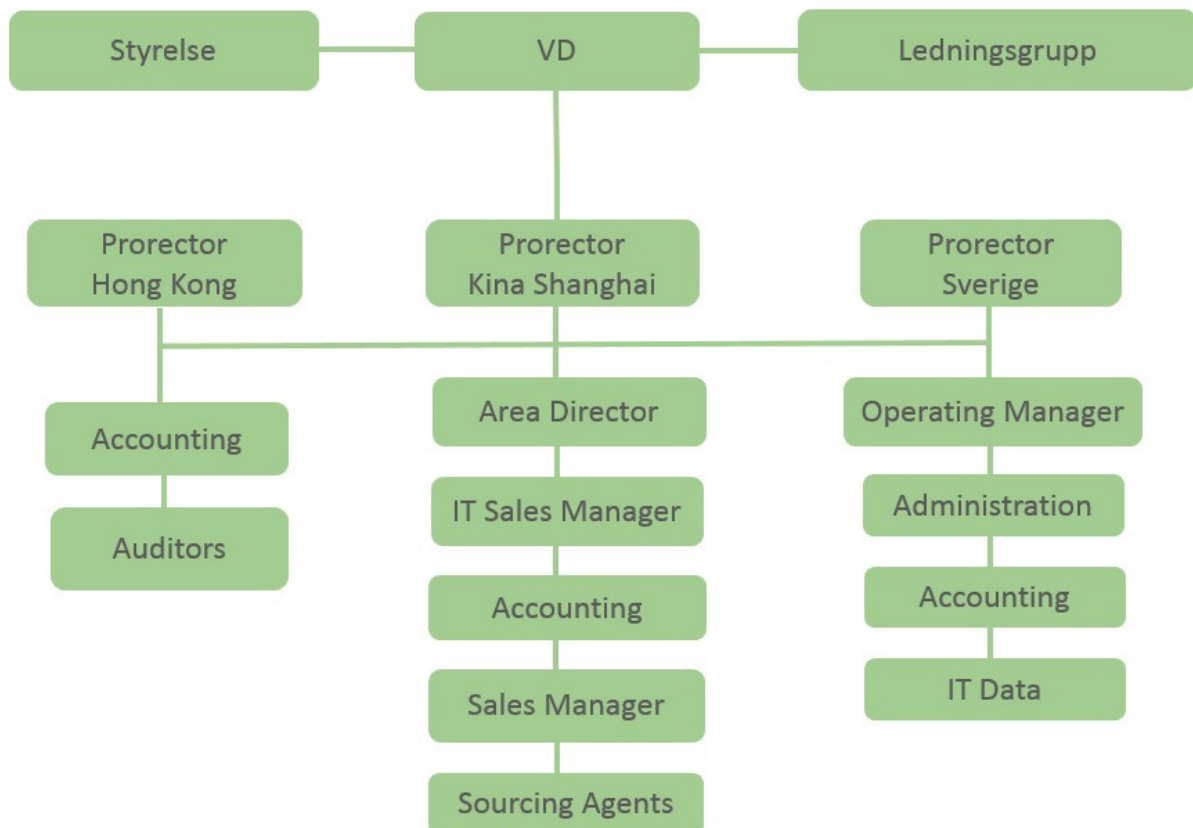 Styrelse
VD
Ledningsgrupp
Prorector
Hong Kong
Prorector
Kina Shanghai
Prorector
Sverige
Accounting
Auditors
Area Director
IT Sales Manager
Accounting
Sales Manager
Sourcing Agents
Operating Manager
Administration
Accounting
IT Data